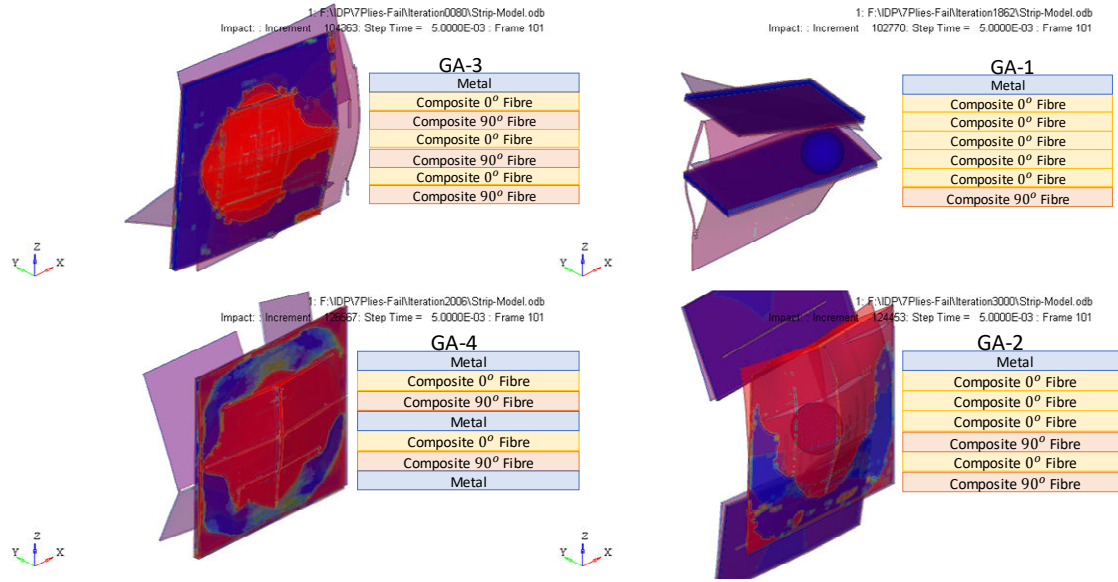 1: F:\IDP\7Plies-Fail\Iteration0080\Strip-Model.odb
Impact: : Increment 104363: Step Time = 5.0000E-03 : Frame 101
GA-3
Metal
Composite 0° Fibre
Composite 90° Fibre
Composite 0° Fibre
Composite 90° Fibre
Composite 0° Fibre
Composite 90° Fibre
Z
Y
X
1: F:\IDP\7Plies-Fail\Iteration1862\Strip-Model.odb
Impact: : Increment 102770: Step Time = 5.0000E-03 : Frame 101
GA-1
Metal
Composite 0° Fibre
Composite 0° Fibre
Composite 0° Fibre
Composite 0° Fibre
Composite 0° Fibre
Composite 90° Fibre
Z
Y
X
1: F:\IDP\7Plies-Fail\Iteration2006\Strip-Model.odb
Impact: : Increment 126567: Step Time = 5.0000E-03 : Frame 101
GA-4
Metal
Composite 0° Fibre
Composite 90° Fibre
Metal
Composite 0° Fibre
Composite 90° Fibre
Metal
Z
Y
X
1: F:\IDP\7Plies-Fail\Iteration3000\Strip-Model.odb
Impact: : Increment 124453: Step Time = 5.0000E-03 : Frame 101
GA-2
Metal
Composite 0° Fibre
Composite 0° Fibre
Composite 0° Fibre
Composite 90° Fibre
Composite 0° Fibre
Composite 90° Fibre
Z
Y
X